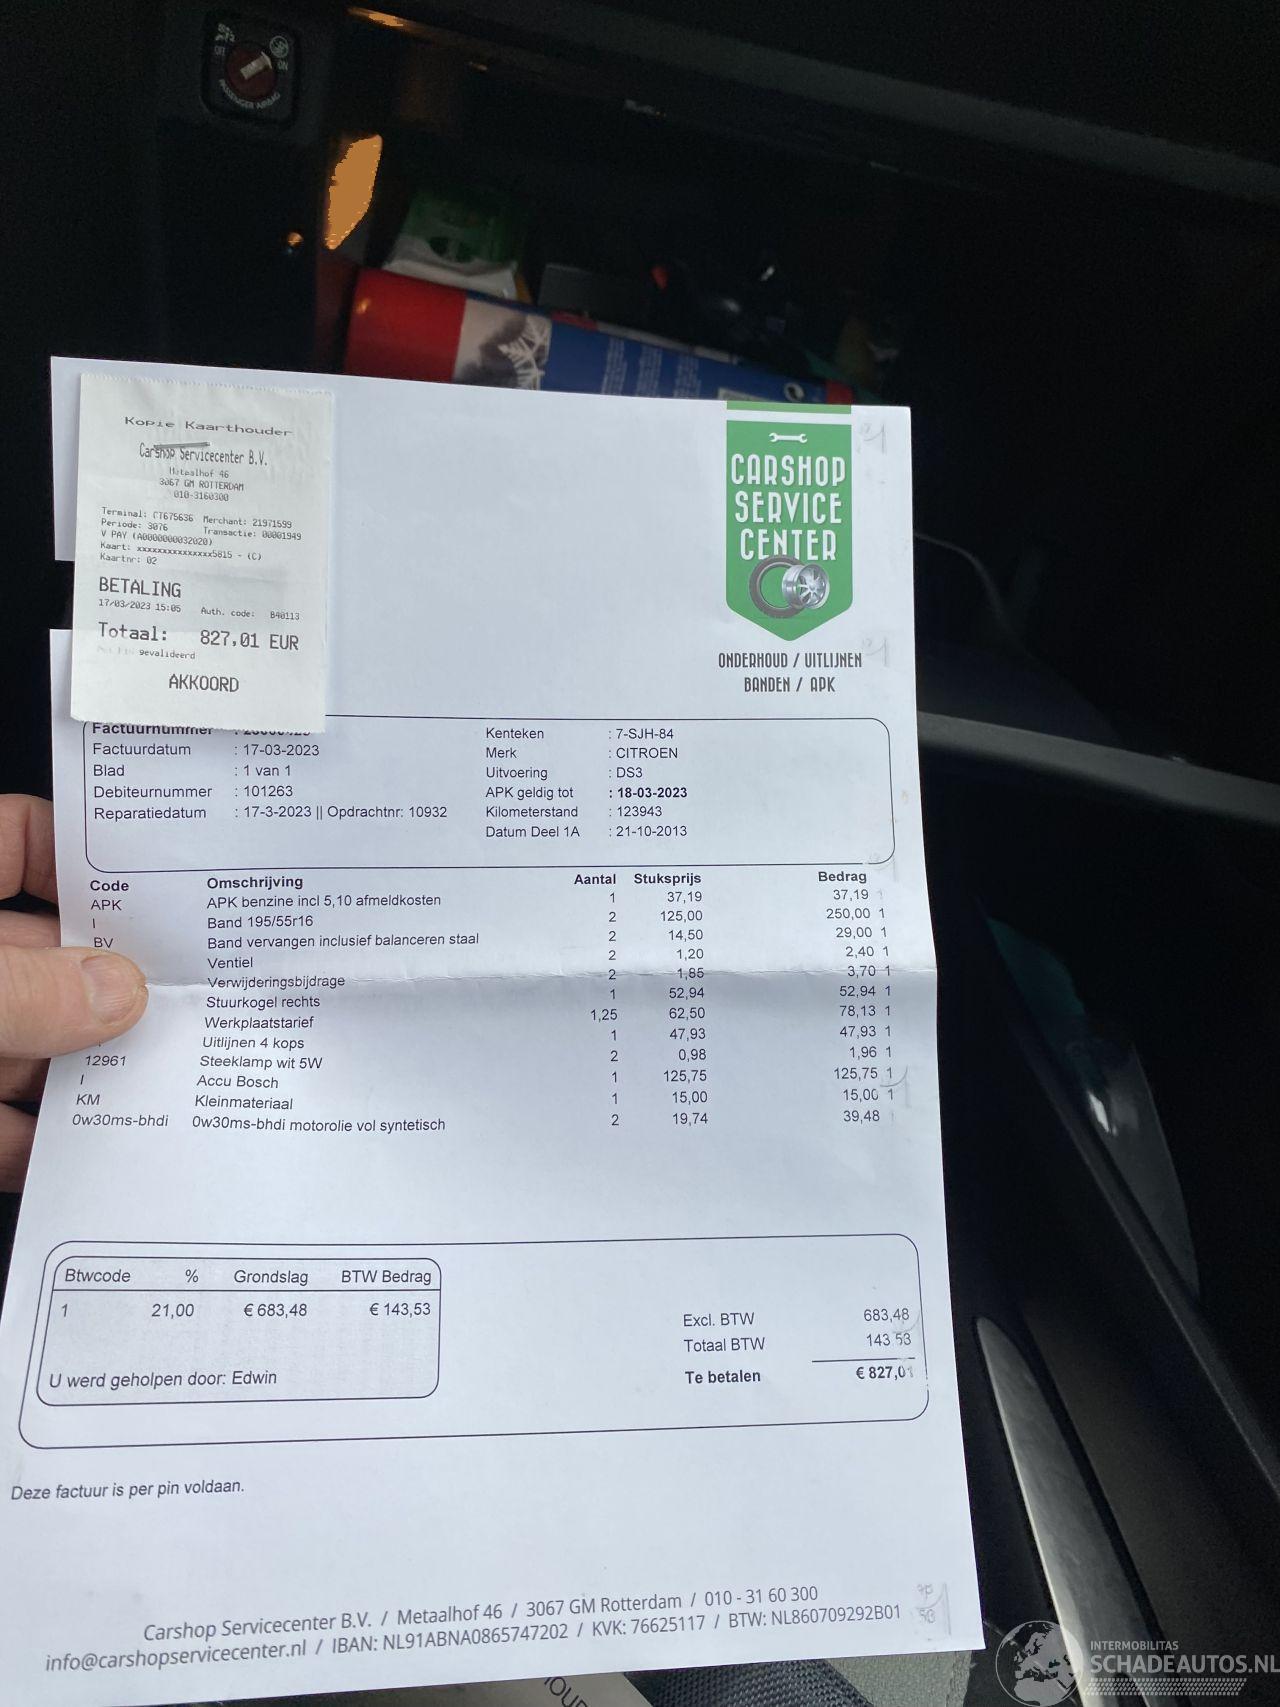 OFF
ON
PASSENGER AIRBAG
Kopie Kaarthouder
Carshop Servicecenter B.V.
Metaalhof 46
3067 GM ROTTERDAM
010-3160300
Terminal: CT675636 Merchant: 21971599
Periode: 3076 Transactie: 00001949
V PAY (A0000000032020)
Kaart: xxxxxxxxxxxxxxx5815 - (C)
Kaartnr: 02
BETALING
17/03/2023 15:05 Auth. code: B40113
Totaal: 827,01 EUR
gevalideerd
AKKOORD
CARSHOP
SERVICE
CENTER
ONDERHOUD / UITLIJNEN
BANDEN / APK
Factuurnummer
Factuurdatum : 17-03-2023
Blad : 1 van 1
Debiteurnummer : 101263
Reparatiedatum : 17-3-2023 || Opdrachtnr: 10932
Kenteken : 7-SJH-84
Merk : CITROEN
Uitvoering : DS3
APK geldig tot : 18-03-2023
Kilometerstand : 123943
Datum Deel 1A : 21-10-2013
Code Omschrijving Aantal Stuksprijs Bedrag
APK APK benzine incl 5,10 afmeldkosten 1 37,19 37,19 1
I Band 195/55r16 2 125,00 250,00 1
BV Band vervangen inclusief balanceren staal 2 14,50 29,00 1
Ventiel 2 1,20 2,40 1
Verwijderingsbijdrage 2 1,85 3,70 1
Stuurkogel rechts 1 52,94 52,94 1
Werkplaatstarief 1,25 62,50 78,13 1
Uitlijnen 4 kops 1 47,93 47,93 1
12961 Steeklamp wit 5W 2 0,98 1,96 1
I Accu Bosch 1 125,75 125,75 1
KM Kleinmateriaal 1 15,00 15,00 1
0w30ms-bhdi 0w30ms-bhdi motorolie vol syntetisch 2 19,74 39,48
Btwcode % Grondslag BTW Bedrag
1 21,00 € 683,48 € 143,53
U werd geholpen door: Edwin
Excl. BTW 683,48
Totaal BTW 143 53
Te betalen € 827,01
Deze factuur is per pin voldaan.
Carshop Servicecenter B.V. / Metaalhof 46 / 3067 GM Rotterdam / 010 - 31 60 300
info@carshopservicecenter.nl / IBAN: NL91ABNA0865747202 / KVK: 76625117 / BTW: NL860709292B01
INTERMOBILITAS
SCHADEAUTOS.NL